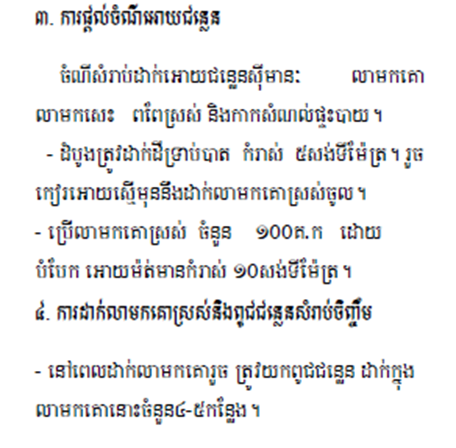 ៣. ការផ្តល់ចំណីអោយជន្លេន
ចំណីសំរាប់ដាក់អោយជន្លេនស៊ីមានៈ លាមកគោ
លាមកសេះ ពពែស្រស់ និងកាកសំណល់ផ្ទះបាយ។
- ដំបូងត្រូវដាក់ដីទ្រាប់បាត កំរាស់ ៥សង់ទីម៉ែត្រ។ រួច
កៀរអោយស្មើមុននឹងដាក់លាមកគោស្រស់ចូល។
- ប្រើលាមកគោស្រស់ ចំនួន ១០០គ.ក ដោយ
បំបែក អោយម៉ត់មានកំរាស់ ១០សង់ទីម៉ែត្រ។
៤. ការដាក់លាមកគោស្រស់និងពូជជន្លេនសំរាប់ចិញ្ចឹម
- នៅពេលដាក់លាមកគោរួច ត្រូវយកពូជជន្លេន ដាក់ក្នុង
លាមកគោនោះចំនួន៤-៥កន្លែង។